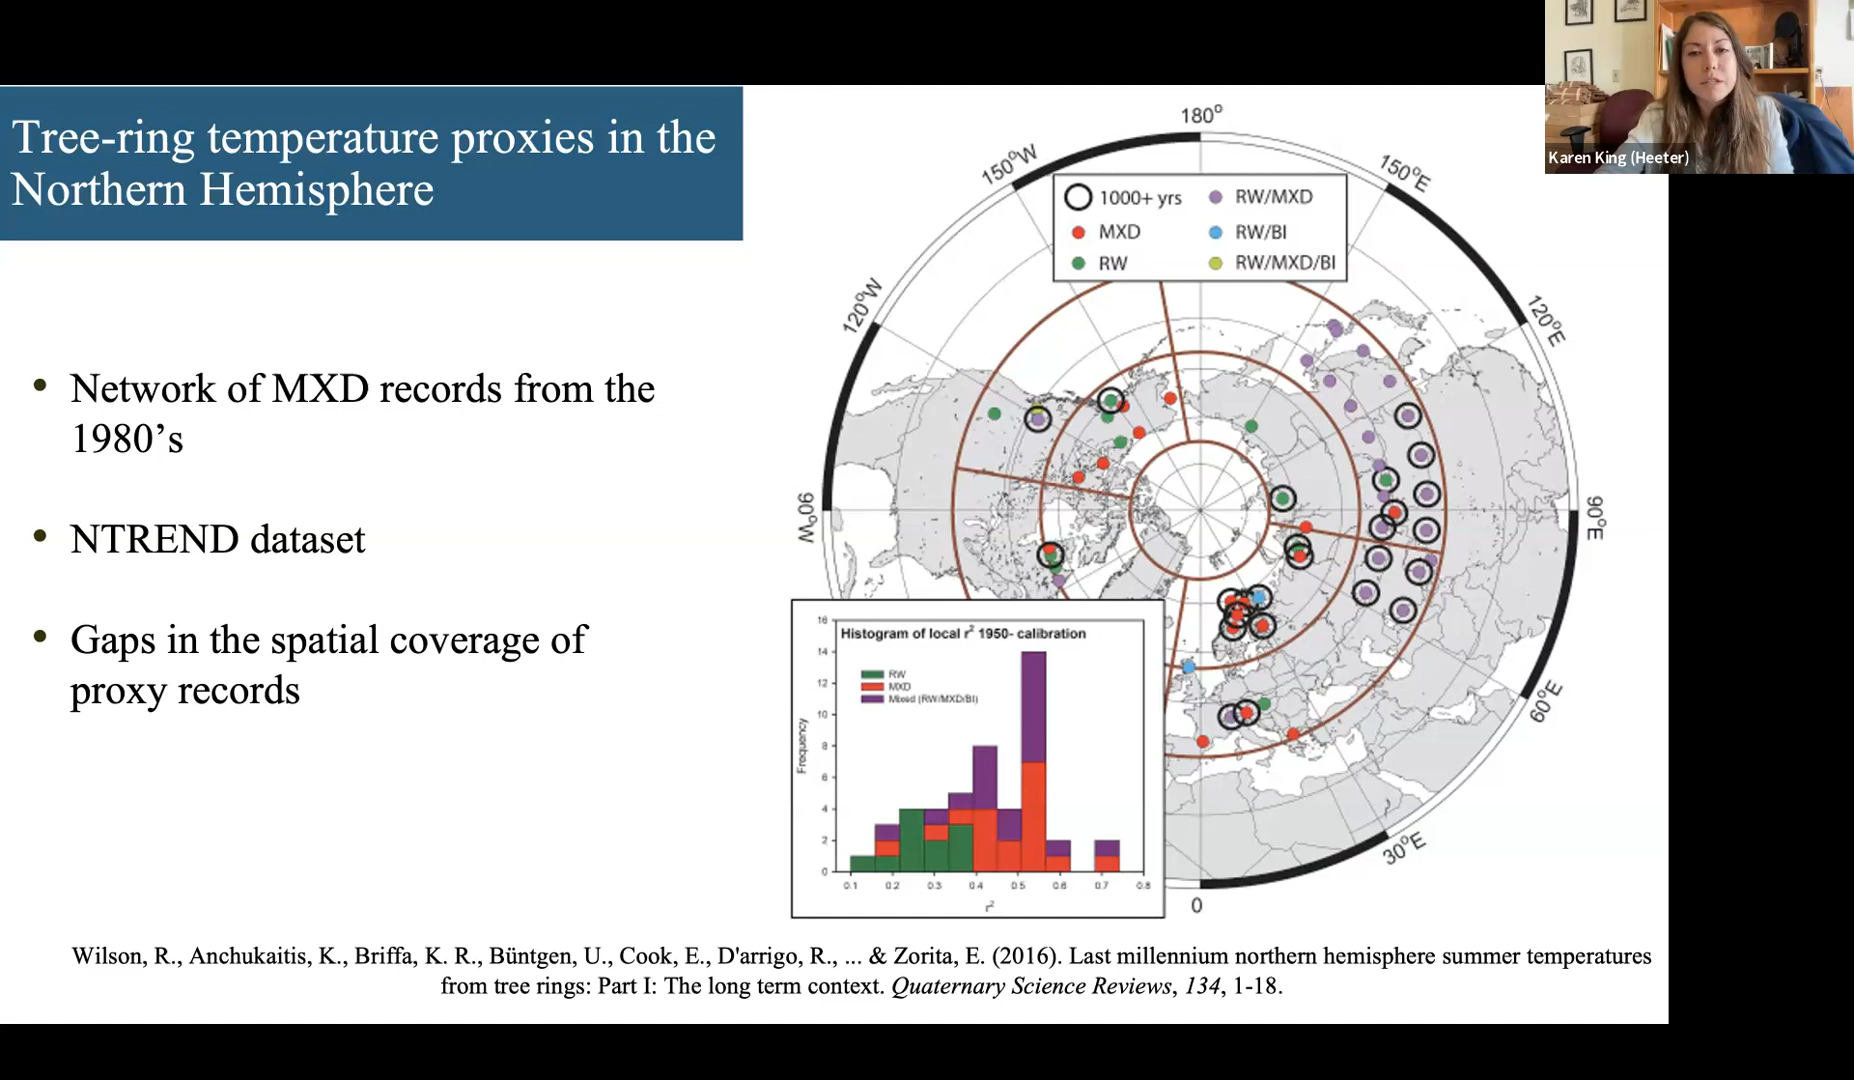 Tree-ring temperature proxies in the
Northern Hemisphere
Karen King (Heeter)
• Network of MXD records from the
1980’s
• NTREND dataset
• Gaps in the spatial coverage of
proxy records
180°
150°W
150°E
120°W
120°E
90°W
90°E
60°E
30°E
0
1000+ yrs
RW/MXD
MXD
RW/BI
RW
RW/MXD/BI
Histogram of local r² 1950- calibration
RW
MXD
Mixed (RW/MXD/BI)
Frequency
16
14
12
10
8
6
4
2
0
0.1 0.2 0.3 0.4 0.5 0.6 0.7 0.8
r²
Wilson, R., Anchukaitis, K., Briffa, K. R., Büntgen, U., Cook, E., D'arrigo, R., ... & Zorita, E. (2016). Last millennium northern hemisphere summer temperatures
from tree rings: Part I: The long term context. Quaternary Science Reviews, 134, 1-18.